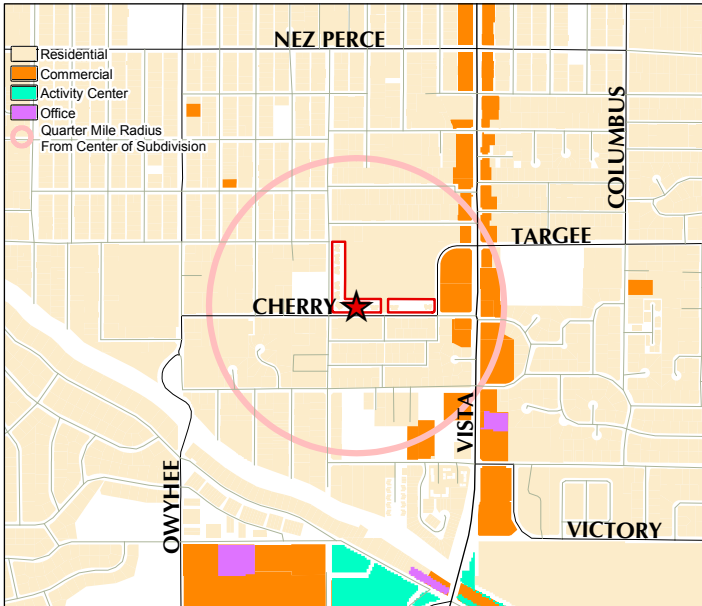 NEZ PERCE
Residential
Commercial
Activity Center
Office
Quarter Mile Radius
From Center of Subdivision
COLUMBUS
TARGEE
CHERRY
VISTA
OWYHEE
VICTORY